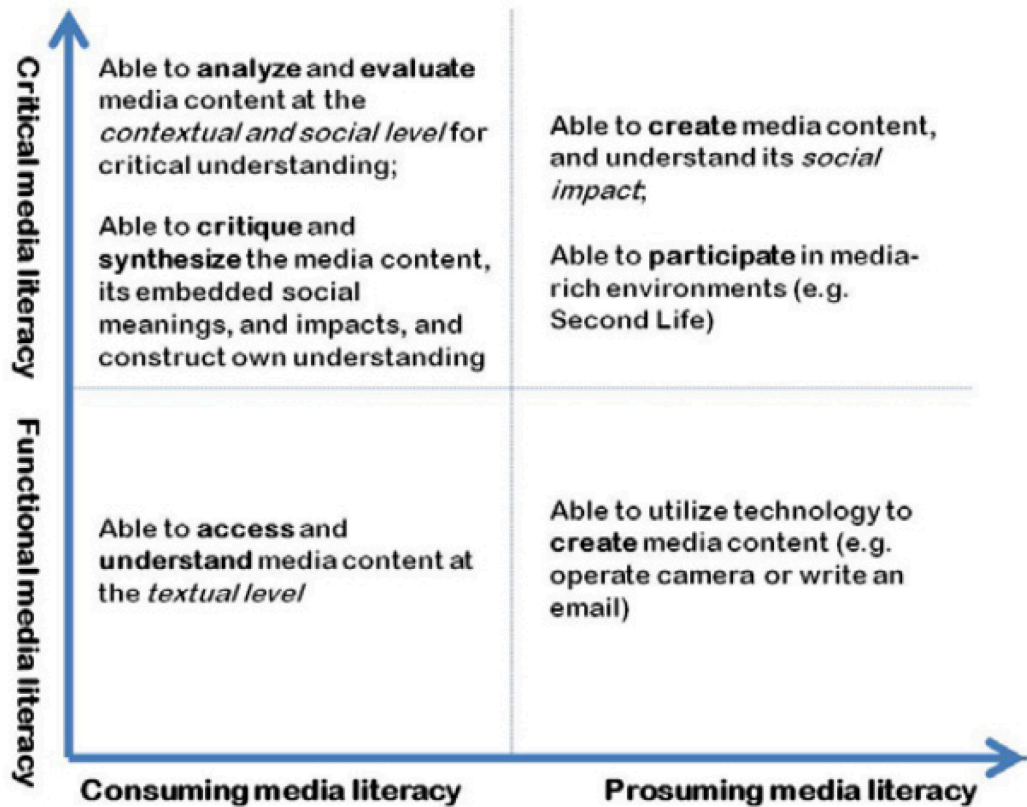 Critical media literacy
Able to analyze and evaluate
media content at the
contextual and social level for
critical understanding;
Able to critique and
synthesize the media content,
its embedded social
meanings, and impacts, and
construct own understanding
Able to create media content,
and understand its social
impact;
Able to participate in media-
rich environments (e.g.
Second Life)
Functional media literacy
Able to access and
understand media content at
the textual level
Able to utilize technology to
create media content (e.g.
operate camera or write an
email)
Consuming media literacy
Prosuming media literacy